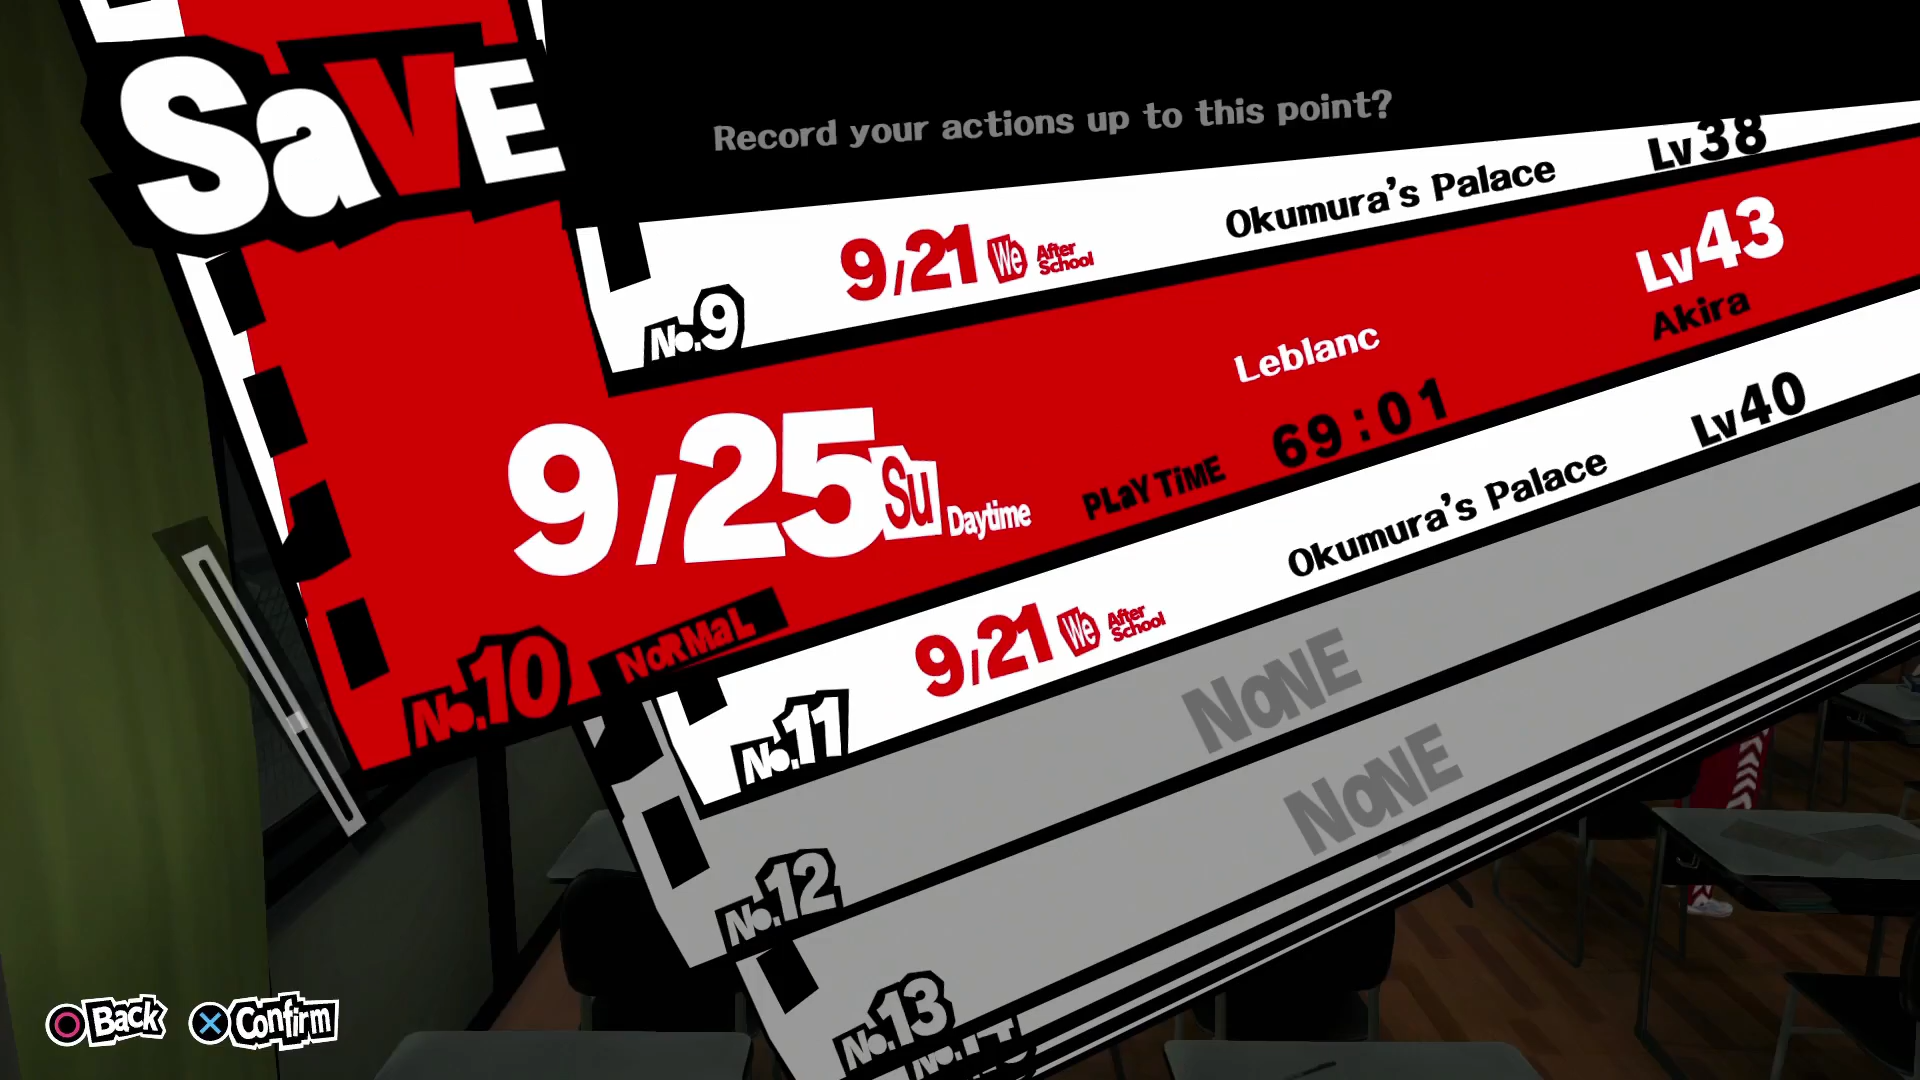 SaVE
Record your actions up to this point?
No.9 9/21 We After School Okumura's Palace Lv38
No.10 9/25 Su Daytime Leblanc Lv43
Akira
PLaY TiME 69:01
NoRMaL
No.11 9/21 We After School Okumura's Palace Lv40
No.12 NoNE
No.13 NoNE
Back Confirm